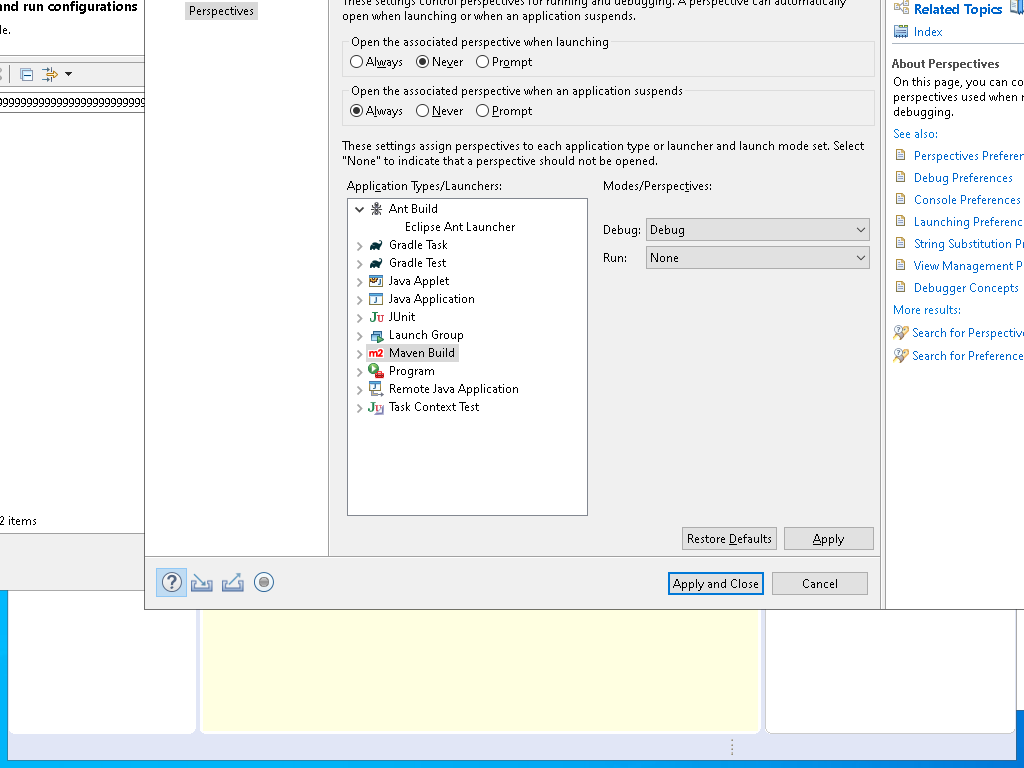 and run configurations
le.
99999999999999999999999999
2 items
Perspectives
These settings control perspectives for running and debugging. A perspective can automatically
open when launching or when an application suspends.
Open the associated perspective when launching
Always Never Prompt
Open the associated perspective when an application suspends
Always Never Prompt
These settings assign perspectives to each application type or launcher and launch mode set. Select
"None" to indicate that a perspective should not be opened.
Application Types/Launchers:
Ant Build
Eclipse Ant Launcher
Gradle Task
Gradle Test
Java Applet
Java Application
JUnit
Launch Group
m2 Maven Build
Program
Remote Java Application
Task Context Test
Modes/Perspectives:
Debug: Debug
Run: None
Restore Defaults Apply
Apply and Close Cancel
Related Topics
Index
About Perspectives
On this page, you can co
perspectives used when r
debugging.
See also:
Perspectives Preferen
Debug Preferences
Console Preferences
Launching Preferenc
String Substitution Pr
View Management P
Debugger Concepts
More results:
Search for Perspective
Search for Preference